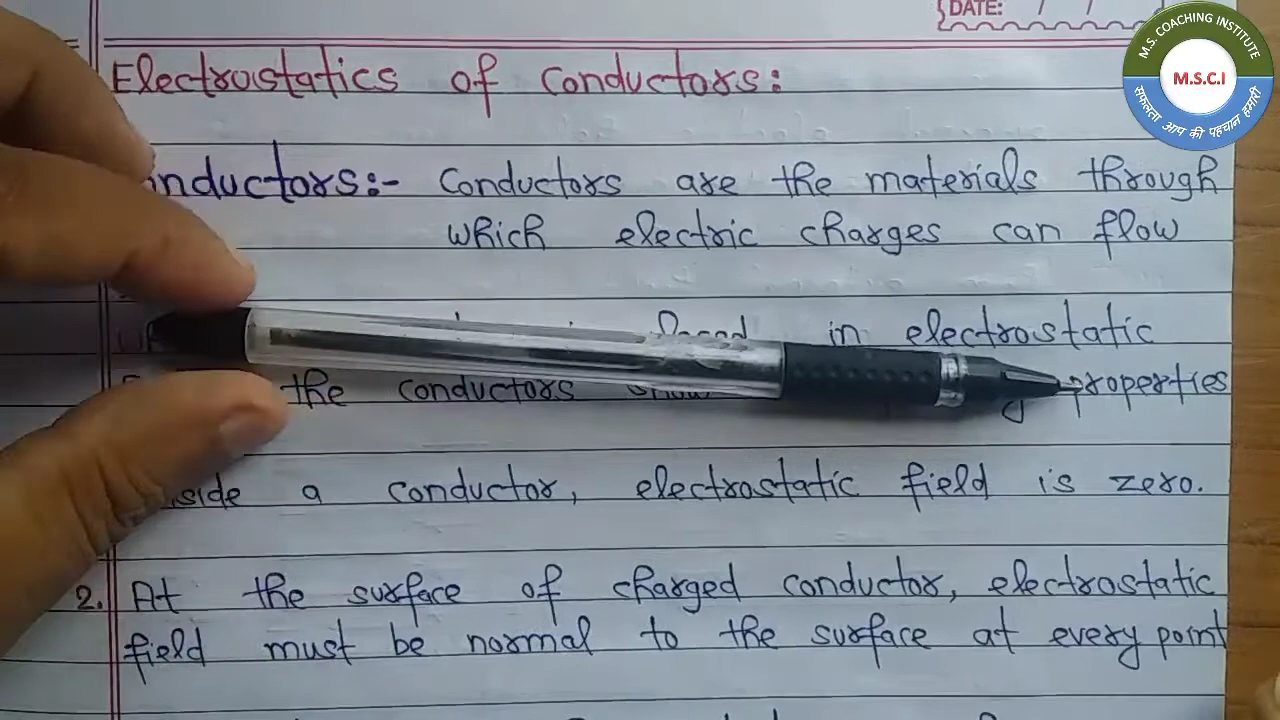 DATE: / /
M.S. COACHING INSTITUTE
M.S.C.I
सफलता आप की पहचान हमारी
Electrostatics of Conductors:
nductors:- Conductors are the materials through
which electric charges can flow
in electrostatic
the conductors properties
side a conductor, electrostatic field is zero.
2. At the surface of charged conductor, electrostatic
field must be normal to the surface at every point